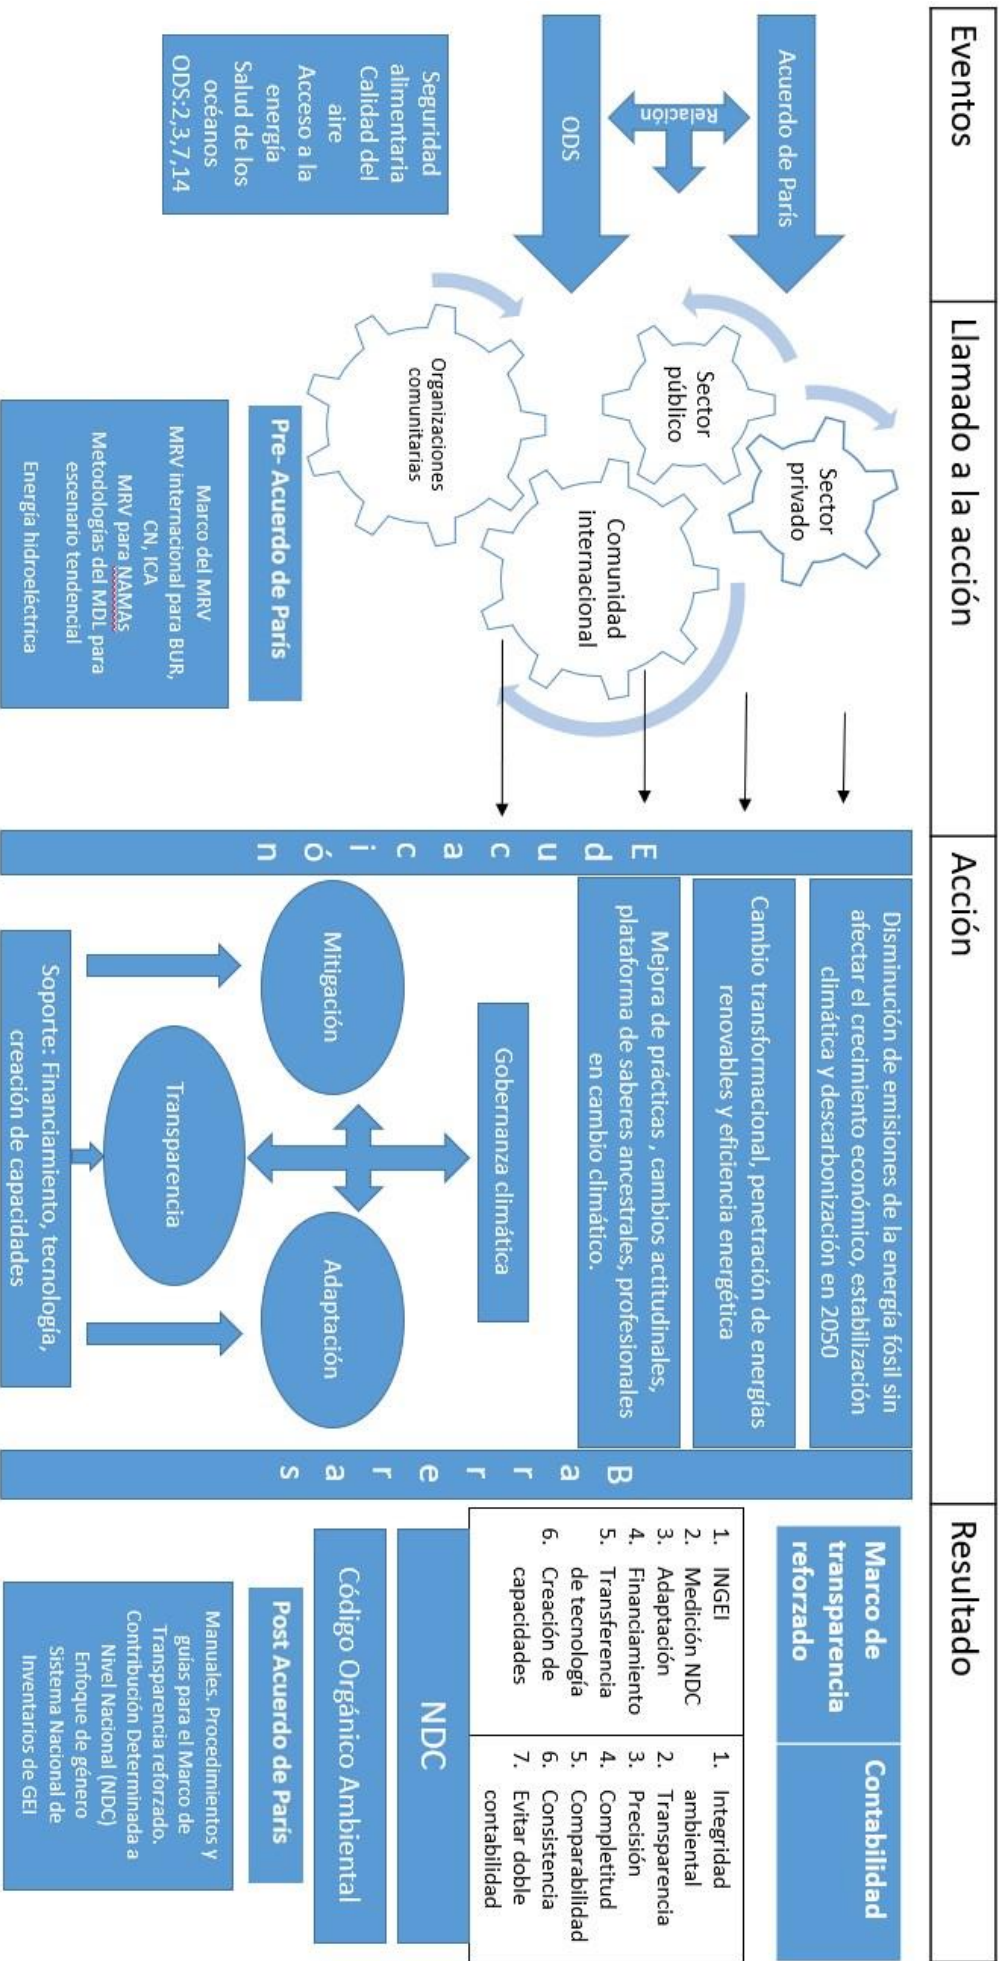 Eventos
Llamado a la acción
Acción
Resultado
Acuerdo de París
Relación
ODS
Seguridad
alimentaria
Calidad del
aire
Acceso a la
energía
Salud de los
océanos
ODS:2,3,7,14
Sector
privado
Sector
público
Comunidad
internacional
Organizaciones
comunitarias
Pre- Acuerdo de París
Marco del MRV
MRV internacional para BUR,
CN, ICA
MRV para NAMAs
Metodologías del MDL para
escenario tendencial
Energía hidroeléctrica
Educación
Disminución de emisiones de la energía fósil sin
afectar el crecimiento económico, estabilización
climática y descarbonización en 2050
Cambio transformacional, penetración de energías
renovables y eficiencia energética
Mejora de prácticas , cambios actitudinales,
plataforma de saberes ancestrales, profesionales
en cambio climático.
Gobernanza climática
Mitigación
Adaptación
Transparencia
Soporte: Financiamiento, tecnología,
creación de capacidades
Barreras
Marco de
transparencia
reforzado
Contabilidad
1. INGEI
2. Medición NDC
3. Adaptación
4. Financiamiento
5. Transferencia
de tecnología
6. Creación de
capacidades
1. Integridad
ambiental
2. Transparencia
3. Precisión
4. Completitud
5. Comparabilidad
6. Consistencia
7. Evitar doble
contabilidad
NDC
Código Orgánico Ambiental
Post Acuerdo de París
Manuales, Procedimientos y
guías para el Marco de
Transparencia reforzado.
Contribución Determinada a
Nivel Nacional (NDC)
Enfoque de género
Sistema Nacional de
Inventarios de GEI